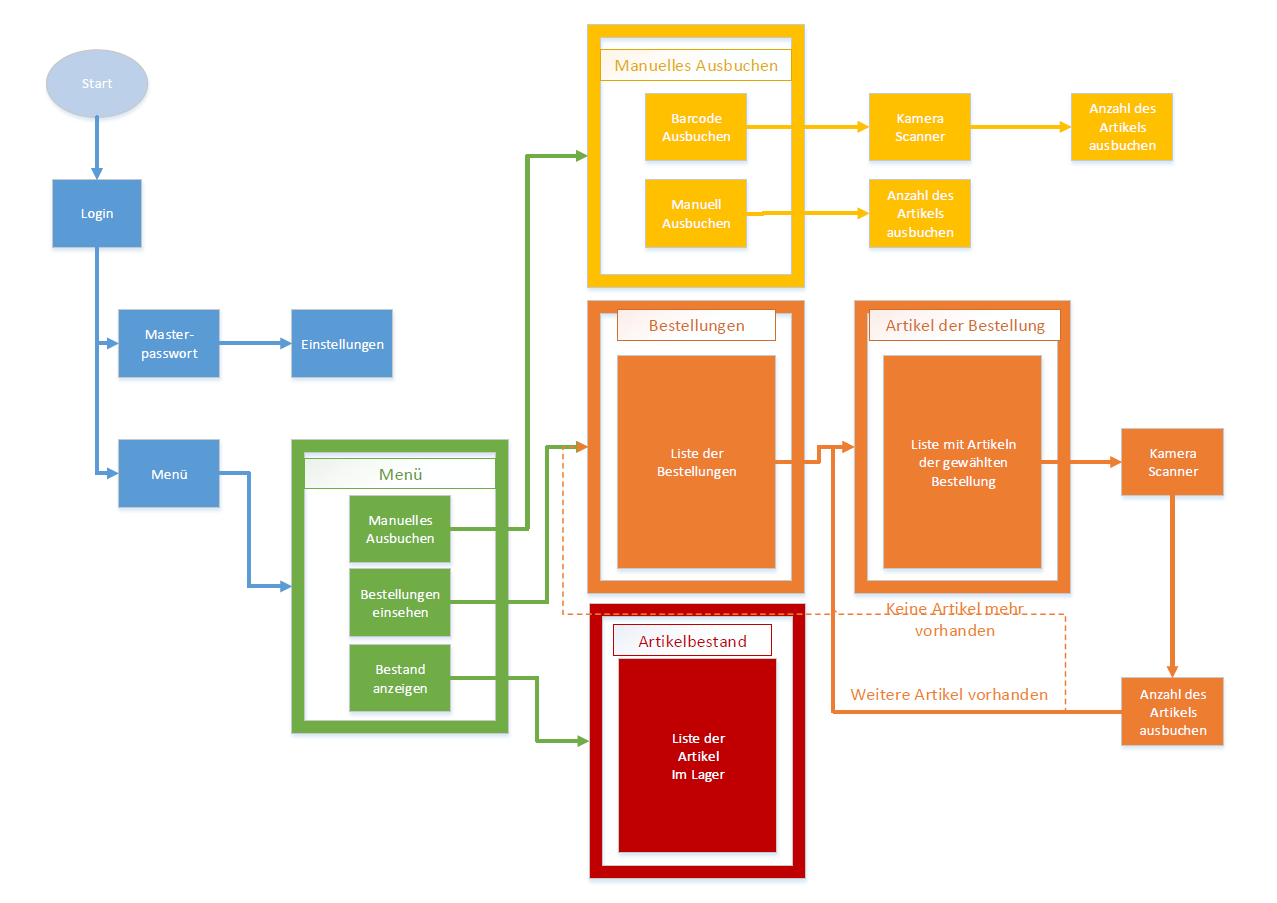 Start
Login
Master-
passwort
Einstellungen
Menü
Menü
Manuelles
Ausbuchen
Bestellungen
einsehen
Bestand
anzeigen
Manuelles Ausbuchen
Barcode
Ausbuchen
Kamera
Scanner
Anzahl des
Artikels
ausbuchen
Manuell
Ausbuchen
Anzahl des
Artikels
ausbuchen
Bestellungen
Liste der
Bestellungen
Artikel der Bestellung
Liste mit Artikeln
der gewählten
Bestellung
Kamera
Scanner
Keine Artikel mehr
vorhanden
Weitere Artikel vorhanden
Anzahl des
Artikels
ausbuchen
Artikelbestand
Liste der
Artikel
Im Lager